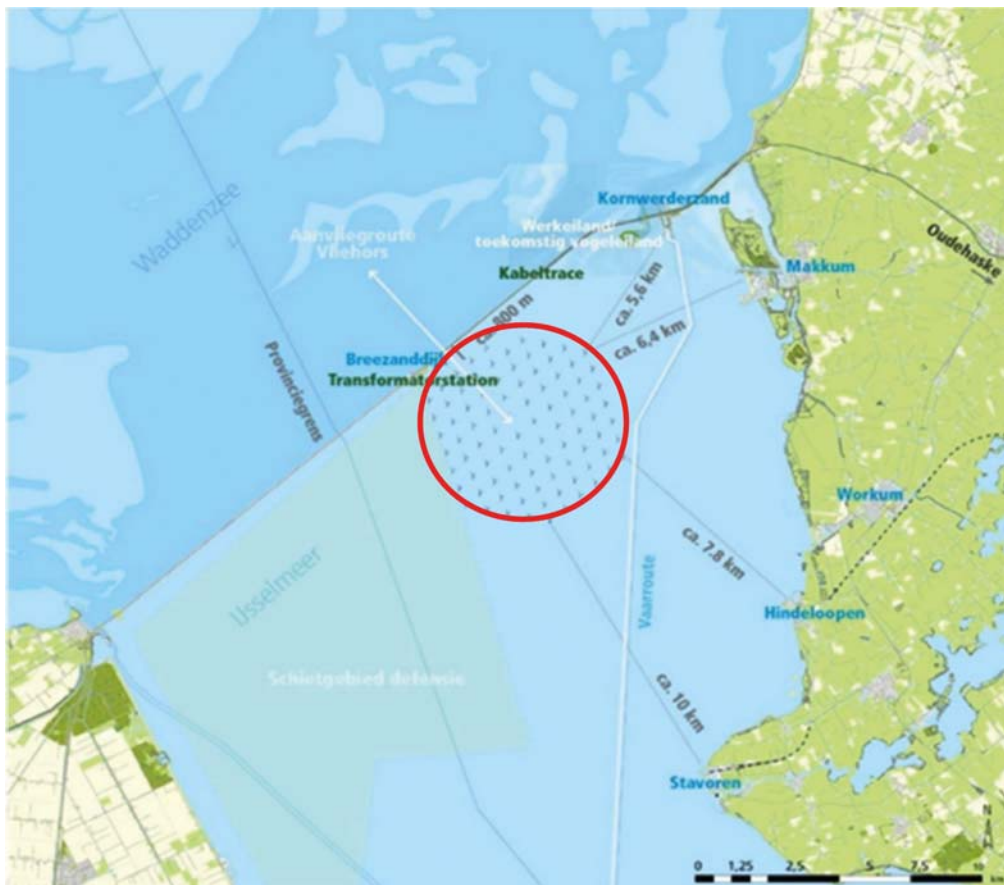 Waddenzee
Kornwerderzand
Werkeiland/
toekomstig vogeleiland
Oudehaske
Aanvliegroute
Vliehors
Kabeltrace
Makkum
ca. 5,6 km
ca. 800 m
ca. 6,4 km
Breezanddijk
Transformatorstation
Provinciegrens
Workum
ca. 7.8 km
IJsselmeer
Vaarroute
Hindeloopen
Schietgebied defensie
ca. 10 km
Stavoren
N
0 1,25 2,5 5 7,5 10
km